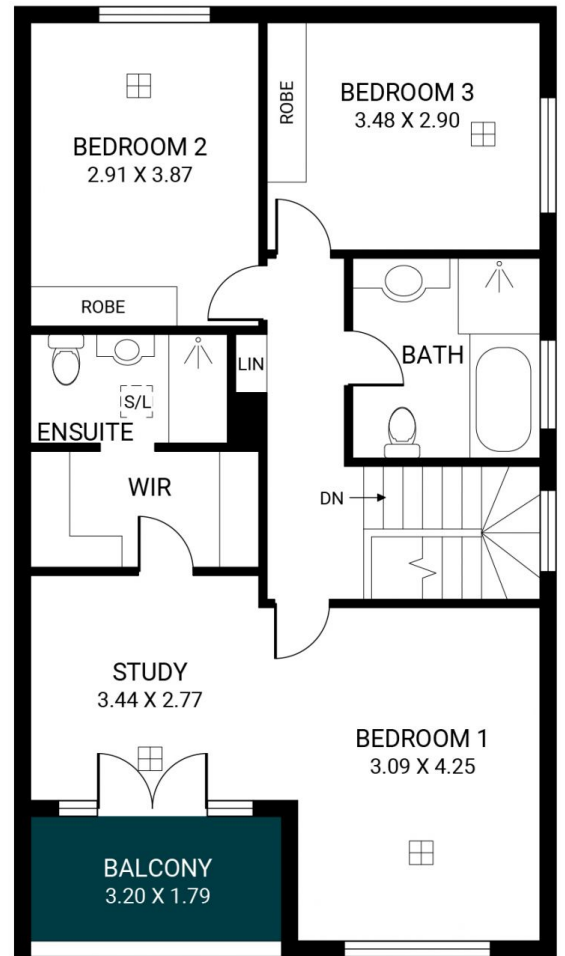 BEDROOM 2
2.91 X 3.87
ROBE
BEDROOM 3
3.48 X 2.90
ROBE
BATH
LIN
S/L
ENSUITE
WIR
DN
STUDY
3.44 X 2.77
BEDROOM 1
3.09 X 4.25
BALCONY
3.20 X 1.79